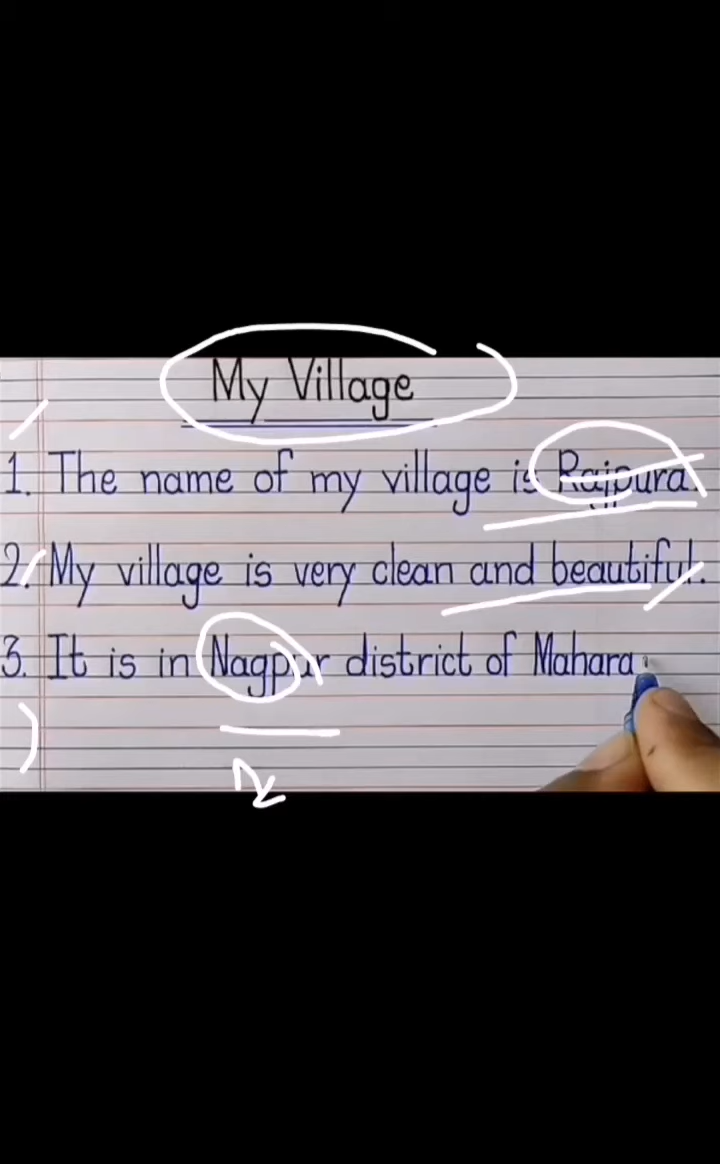 My Village
1. The name of my village is Rajpura.
2. My village is very clean and beautiful.
3. It is in Nagpur district of Mahara